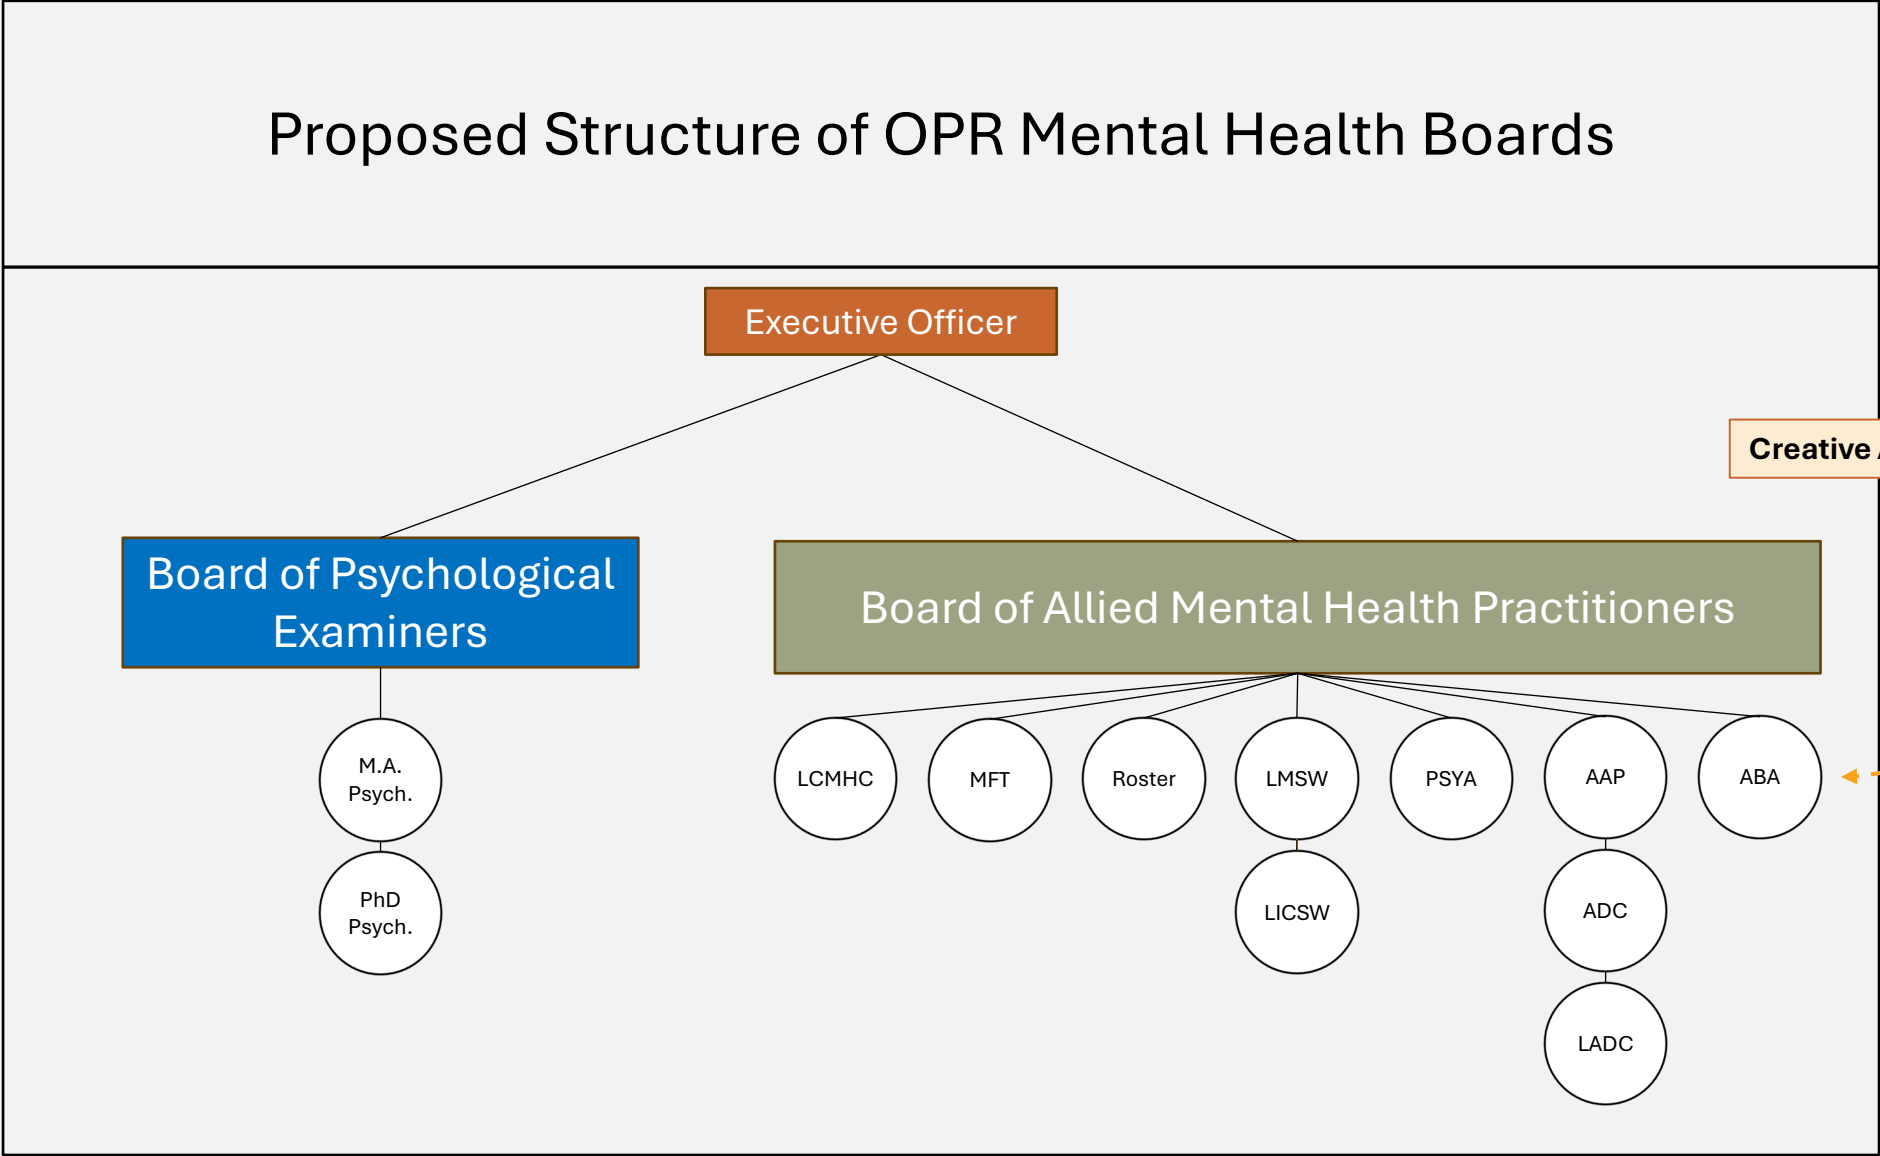 Proposed Structure of OPR Mental Health Boards
Executive Officer
Creative
Board of Psychological
Examiners
Board of Allied Mental Health Practitioners
M.A.
Psych.
LCMHC
MFT
Roster
LMSW
PSYA
AAP
ABA
PhD
Psych.
LICSW
ADC
LADC